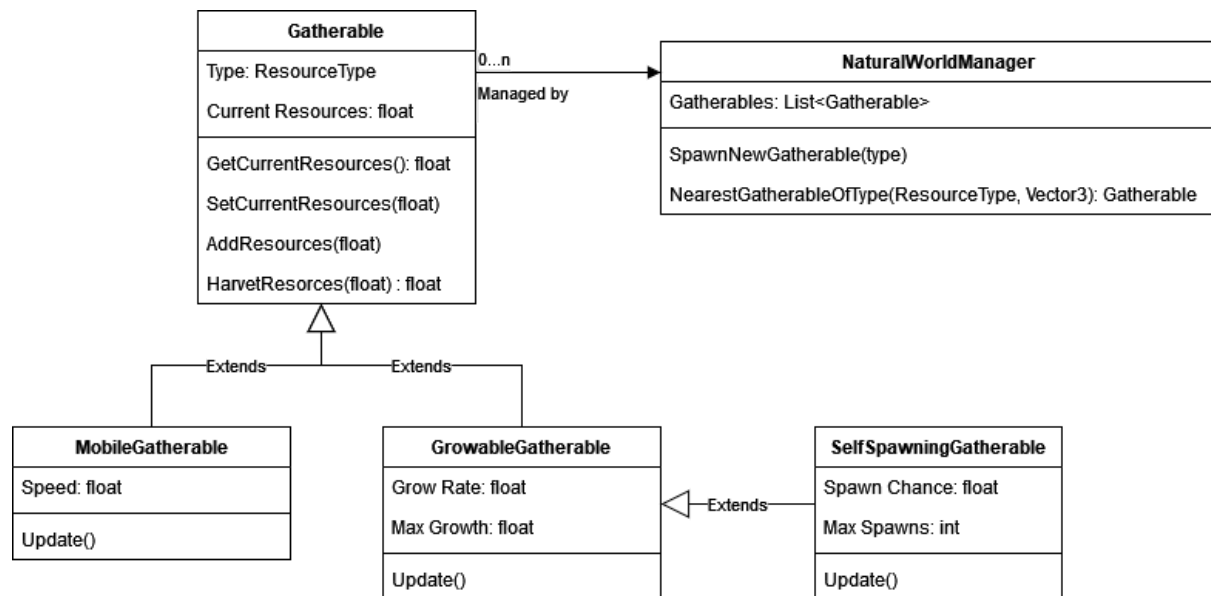 Gatherable
Type: ResourceType
Current Resources: float
GetCurrentResources(): float
SetCurrentResources(float)
AddResources(float)
HarvetResorces(float) : float
0...n
Managed by
NaturalWorldManager
Gatherables: List<Gatherable>
SpawnNewGatherable(type)
NearestGatherableOfType(ResourceType, Vector3): Gatherable
Extends
Extends
MobileGatherable
Speed: float
Update()
GrowableGatherable
Grow Rate: float
Max Growth: float
Update()
Extends
SelfSpawningGatherable
Spawn Chance: float
Max Spawns: int
Update()